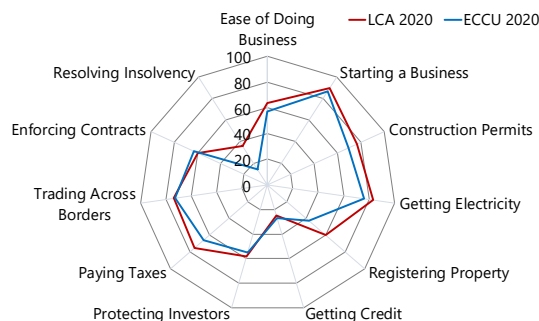 Ease of Doing
Business
LCA 2020
ECCU 2020
100
80
60
40
20
0
Starting a Business
Construction Permits
Getting Electricity
Registering Property
Getting Credit
Protecting Investors
Paying Taxes
Trading Across
Borders
Enforcing Contracts
Resolving Insolvency